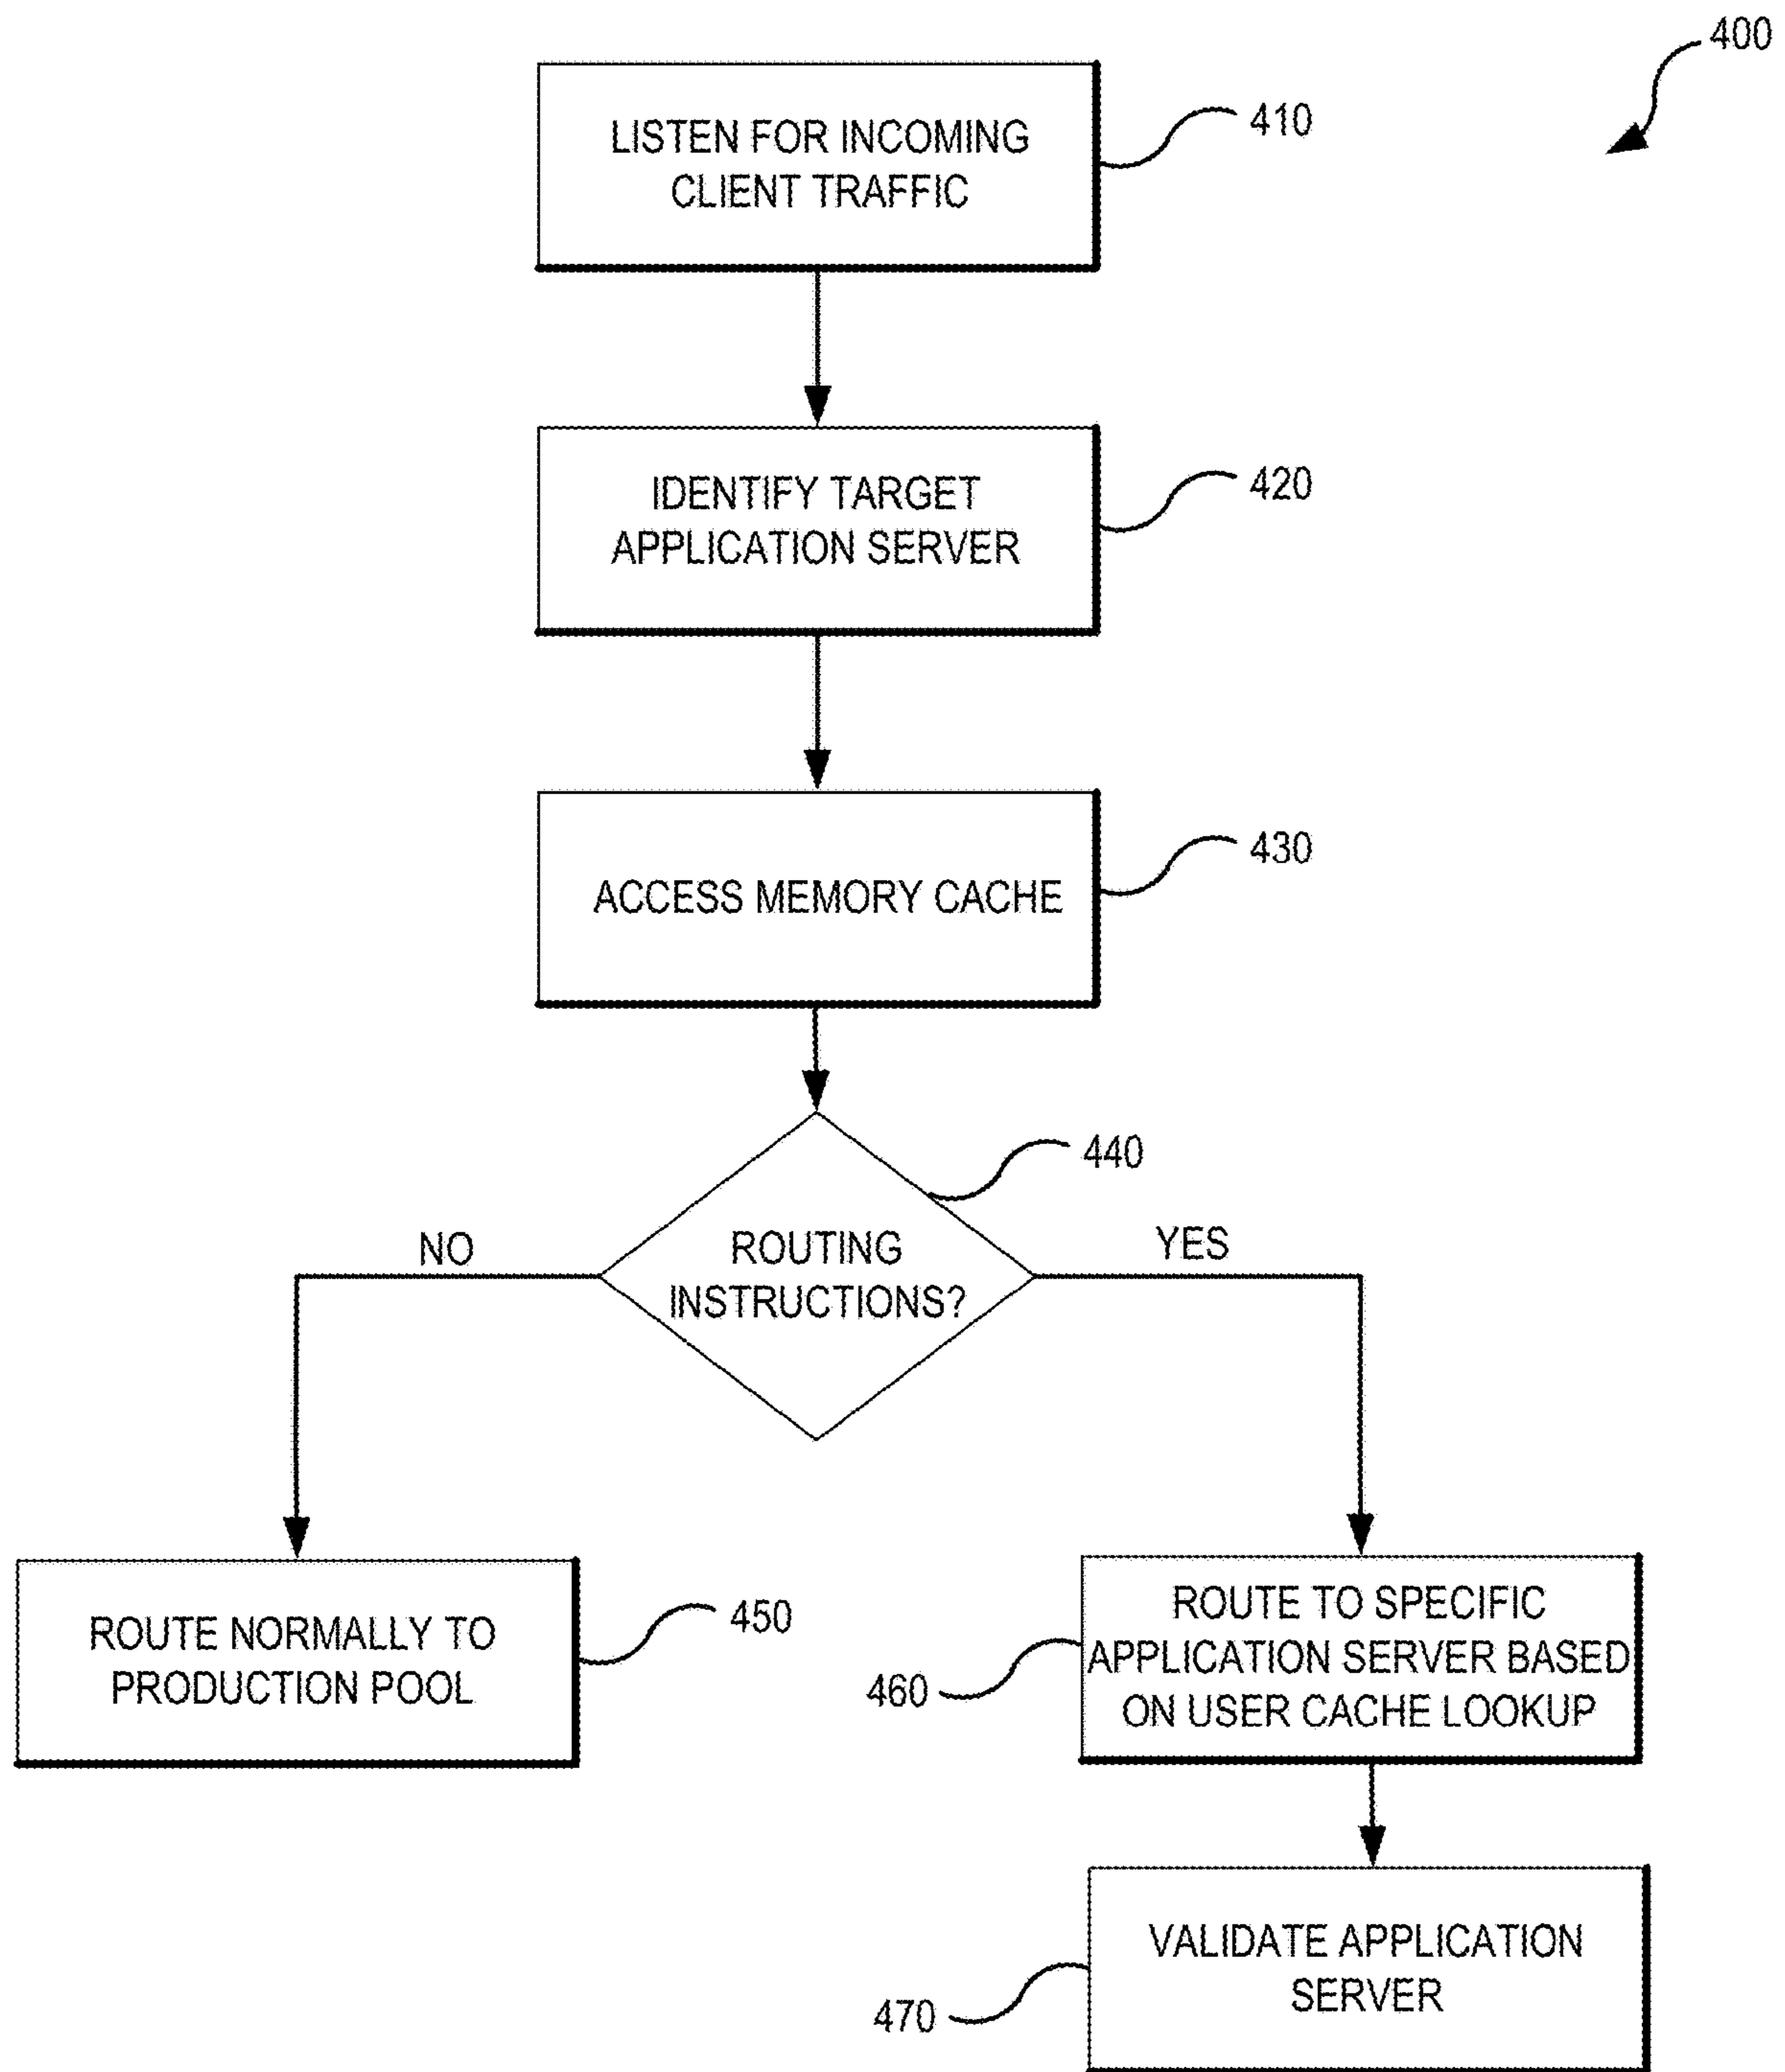 400
LISTEN FOR INCOMING
CLIENT TRAFFIC
410
IDENTIFY TARGET
APPLICATION SERVER
420
ACCESS MEMORY CACHE
430
440
ROUTING
INSTRUCTIONS?
NO
YES
ROUTE NORMALLY TO
PRODUCTION POOL
450
ROUTE TO SPECIFIC
APPLICATION SERVER BASED
ON USER CACHE LOOKUP
460
VALIDATE APPLICATION
SERVER
470